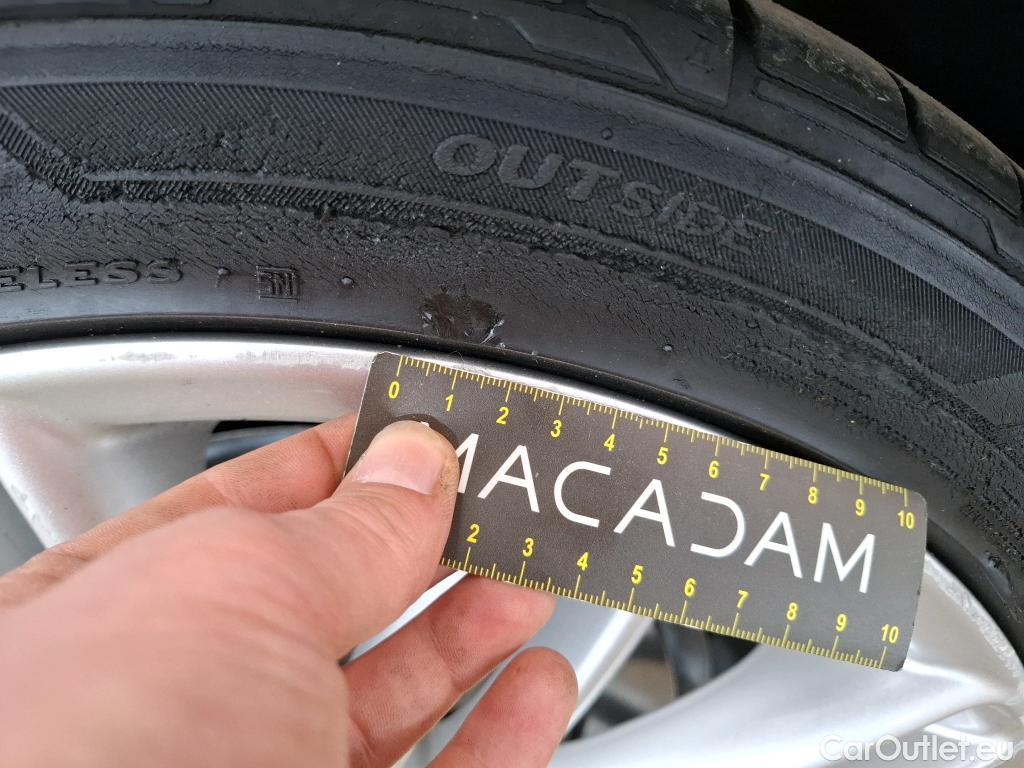 OUTSIDE
ELESS
0 1 2 3 4 5 6 7 8 9 10
MACADAM
2 3 4 5 6 7 8 9 10
CarOutlet.eu